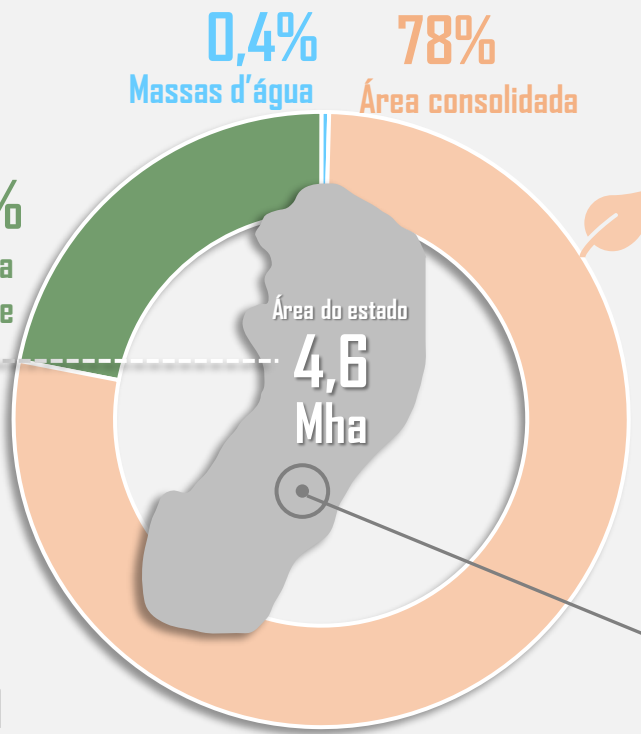 0,4%
Massas d'água
78%
Área consolidada
%
a
e
Área do estado
4,6
Mha